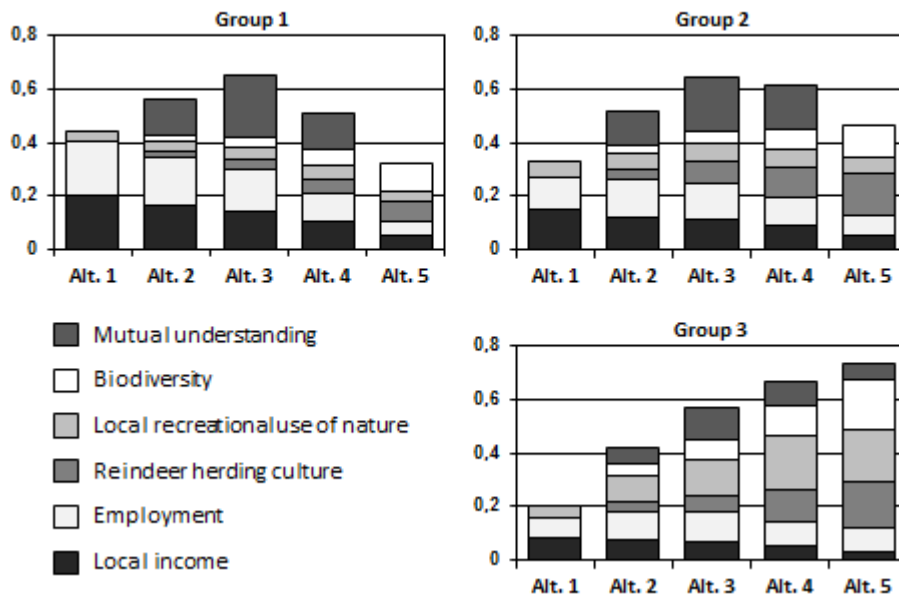 Group 1
0,8
0,6
0,4
0,2
0
Alt. 1 Alt. 2 Alt. 3 Alt. 4 Alt. 5
Group 2
0,8
0,6
0,4
0,2
0
Alt. 1 Alt. 2 Alt. 3 Alt. 4 Alt. 5
Mutual understanding
Biodiversity
Local recreational use of nature
Reindeer herding culture
Employment
Local income
Group 3
0,8
0,6
0,4
0,2
0
Alt. 1 Alt. 2 Alt. 3 Alt. 4 Alt. 5